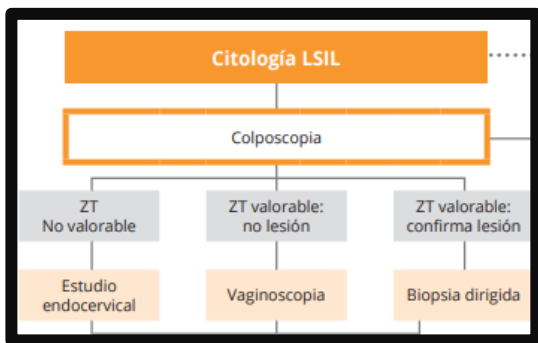 Citología LSIL
Colposcopia
ZT
No valorable
ZT valorable:
no lesión
ZT valorable:
confirma lesión
Estudio
endocervical
Vaginoscopia
Biopsia dirigida